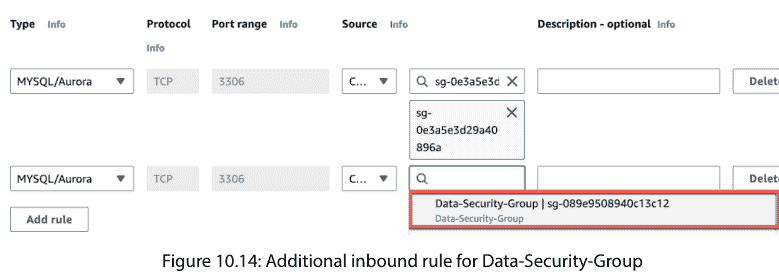 Type Info Protocol Port range Info Source Info Description - optional Info
Info
MYSQL/Aurora TCP 3306 C... sg-0e3a5e3d Delet
sg-
0e3a5e3d29a40
896a
MYSQL/Aurora TCP 3306 C... Delet
Data-Security-Group | sg-089e9508940c13c12
Data-Security-Group
Add rule
Figure 10.14: Additional inbound rule for Data-Security-Group